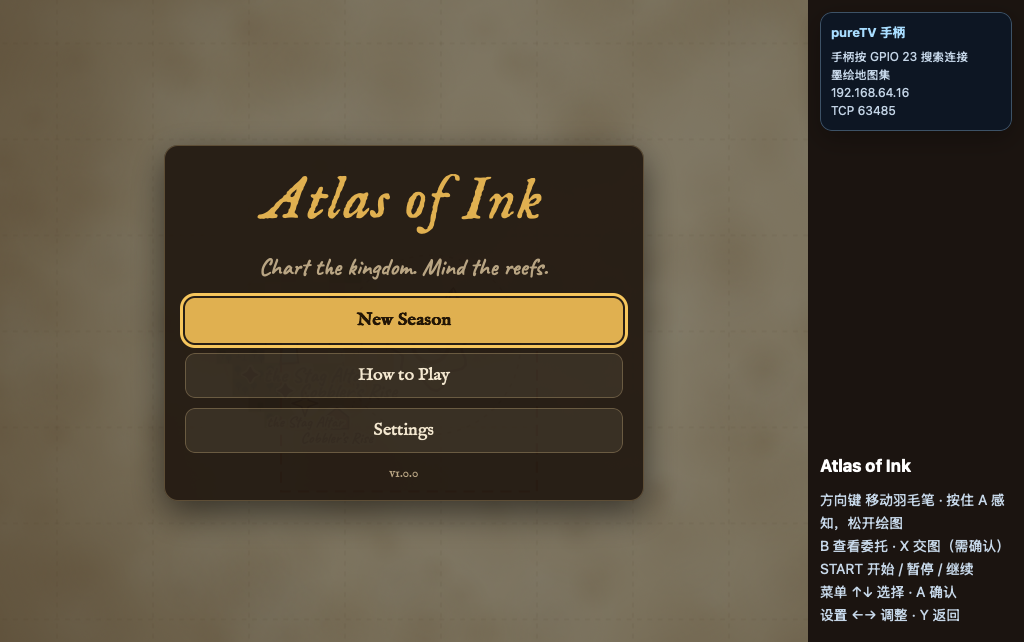 Atlas of Ink
Chart the kingdom. Mind the reefs.
New Season
How to Play
Settings
v1.0.0
pureTV 手柄
手柄按 GPIO 23 搜索连接
墨绘地图集
192.168.64.16
TCP 63485
Atlas of Ink
方向键 移动羽毛笔 · 按住 A 感
知，松开绘图
B 查看委托 · X 交图（需确认）
START 开始 / 暂停 / 继续
菜单 ↑↓ 选择 · A 确认
设置 ←→ 调整 · Y 返回